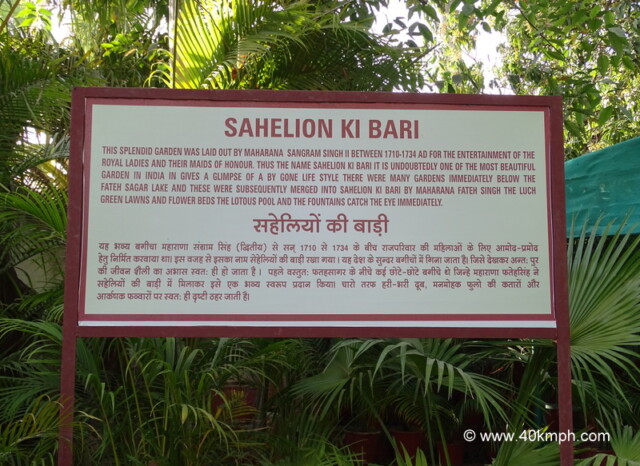 SAHELION KI BARI
THIS SPLENDID GARDEN WAS LAID OUT BY MAHARANA SANGRAM SINGH II BETWEEN 1710-1734 AD FOR THE ENTERTAINMENT OF THE
ROYAL LADIES AND THEIR MAIDS OF HONOUR. THUS THE NAME SAHELION KI BARI IT IS UNDOUBTEDLY ONE OF THE MOST BEAUTIFUL
GARDEN IN INDIA IN GIVES A GLIMPSE OF A BY GONE LIFE STYLE THERE WERE MANY GARDENS IMMEDIATELY BELOW THE
FATEH SAGAR LAKE AND THESE WERE SUBSEQUENTLY MERGED INTO SAHELION KI BARI BY MAHARANA FATEH SINGH THE LUCH
GREEN LAWNS AND FLOWER BEDS THE LOTOUS POOL AND THE FOUNTAINS CATCH THE EYE IMMEDIATELY.
सहेलियों की बाड़ी
यह भव्य बगीचा महाराणा संग्राम सिंह (द्वितीय) से सन् 1710 से 1734 के बीच राजपरिवार की महिलाओं के लिए आमोद-प्रमोद
हेतु निर्मित करवाया था। इस वजह से इसका नाम सेहेलियों की बाड़ी रखा गया। यह देश के सुन्दर बगीचों में भिना जाता है। जिसे देखाकर अन्तः पुर
की जीवन शैली का अभास स्वतः ही हो जाता है। पहले वस्तुतः फतहसागर के नीचे कई छोटे-छोटे बगीचे थे जिन्हे महाराणा फतेहसिंह ने
सहेलियों की बाड़ी में मिलाकर इसे एक भव्य स्वरूप प्रदान किया। चारो तरफ हरी-भरी दूब, मनमोहक फुलो की कतारों और
आर्कषक फव्वारों पर स्वतः ही दृष्टी ठहर जाती है।
© www.40kmph.com